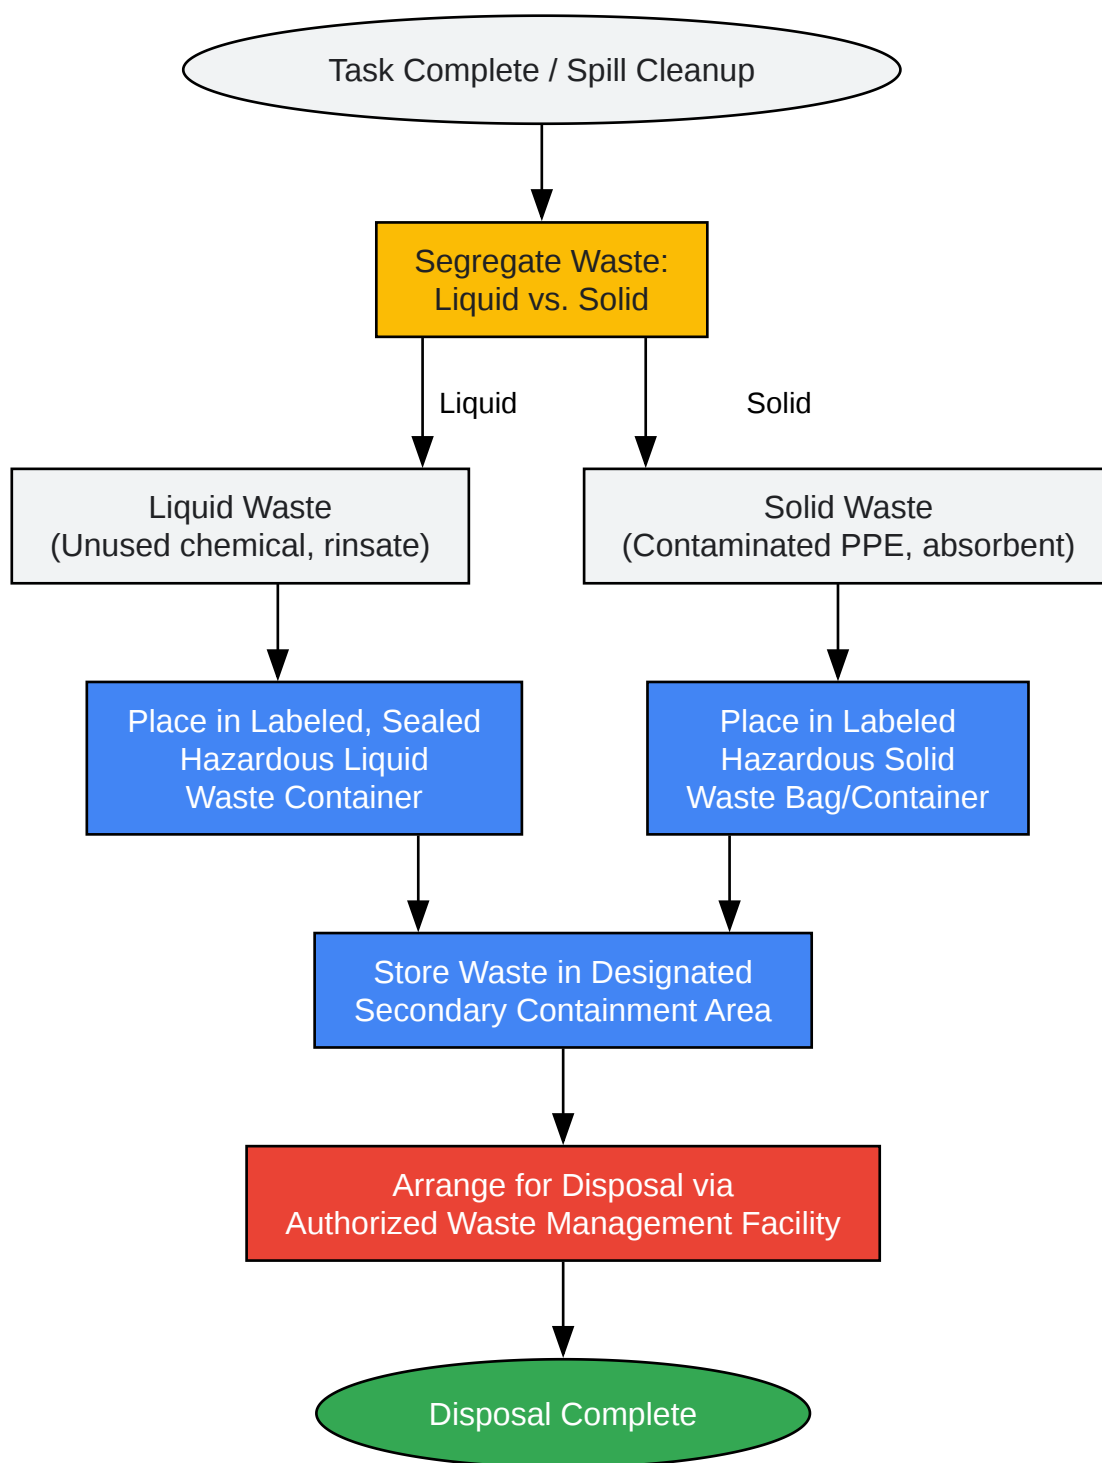 Task Complete / Spill Cleanup
Segregate Waste:
Liquid vs. Solid
Liquid
Solid
Liquid Waste
(Unused chemical, rinsate)
Solid Waste
(Contaminated PPE, absorbent)
Place in Labeled, Sealed
Hazardous Liquid
Waste Container
Place in Labeled
Hazardous Solid
Waste Bag/Container
Store Waste in Designated
Secondary Containment Area
Arrange for Disposal via
Authorized Waste Management Facility
Disposal Complete